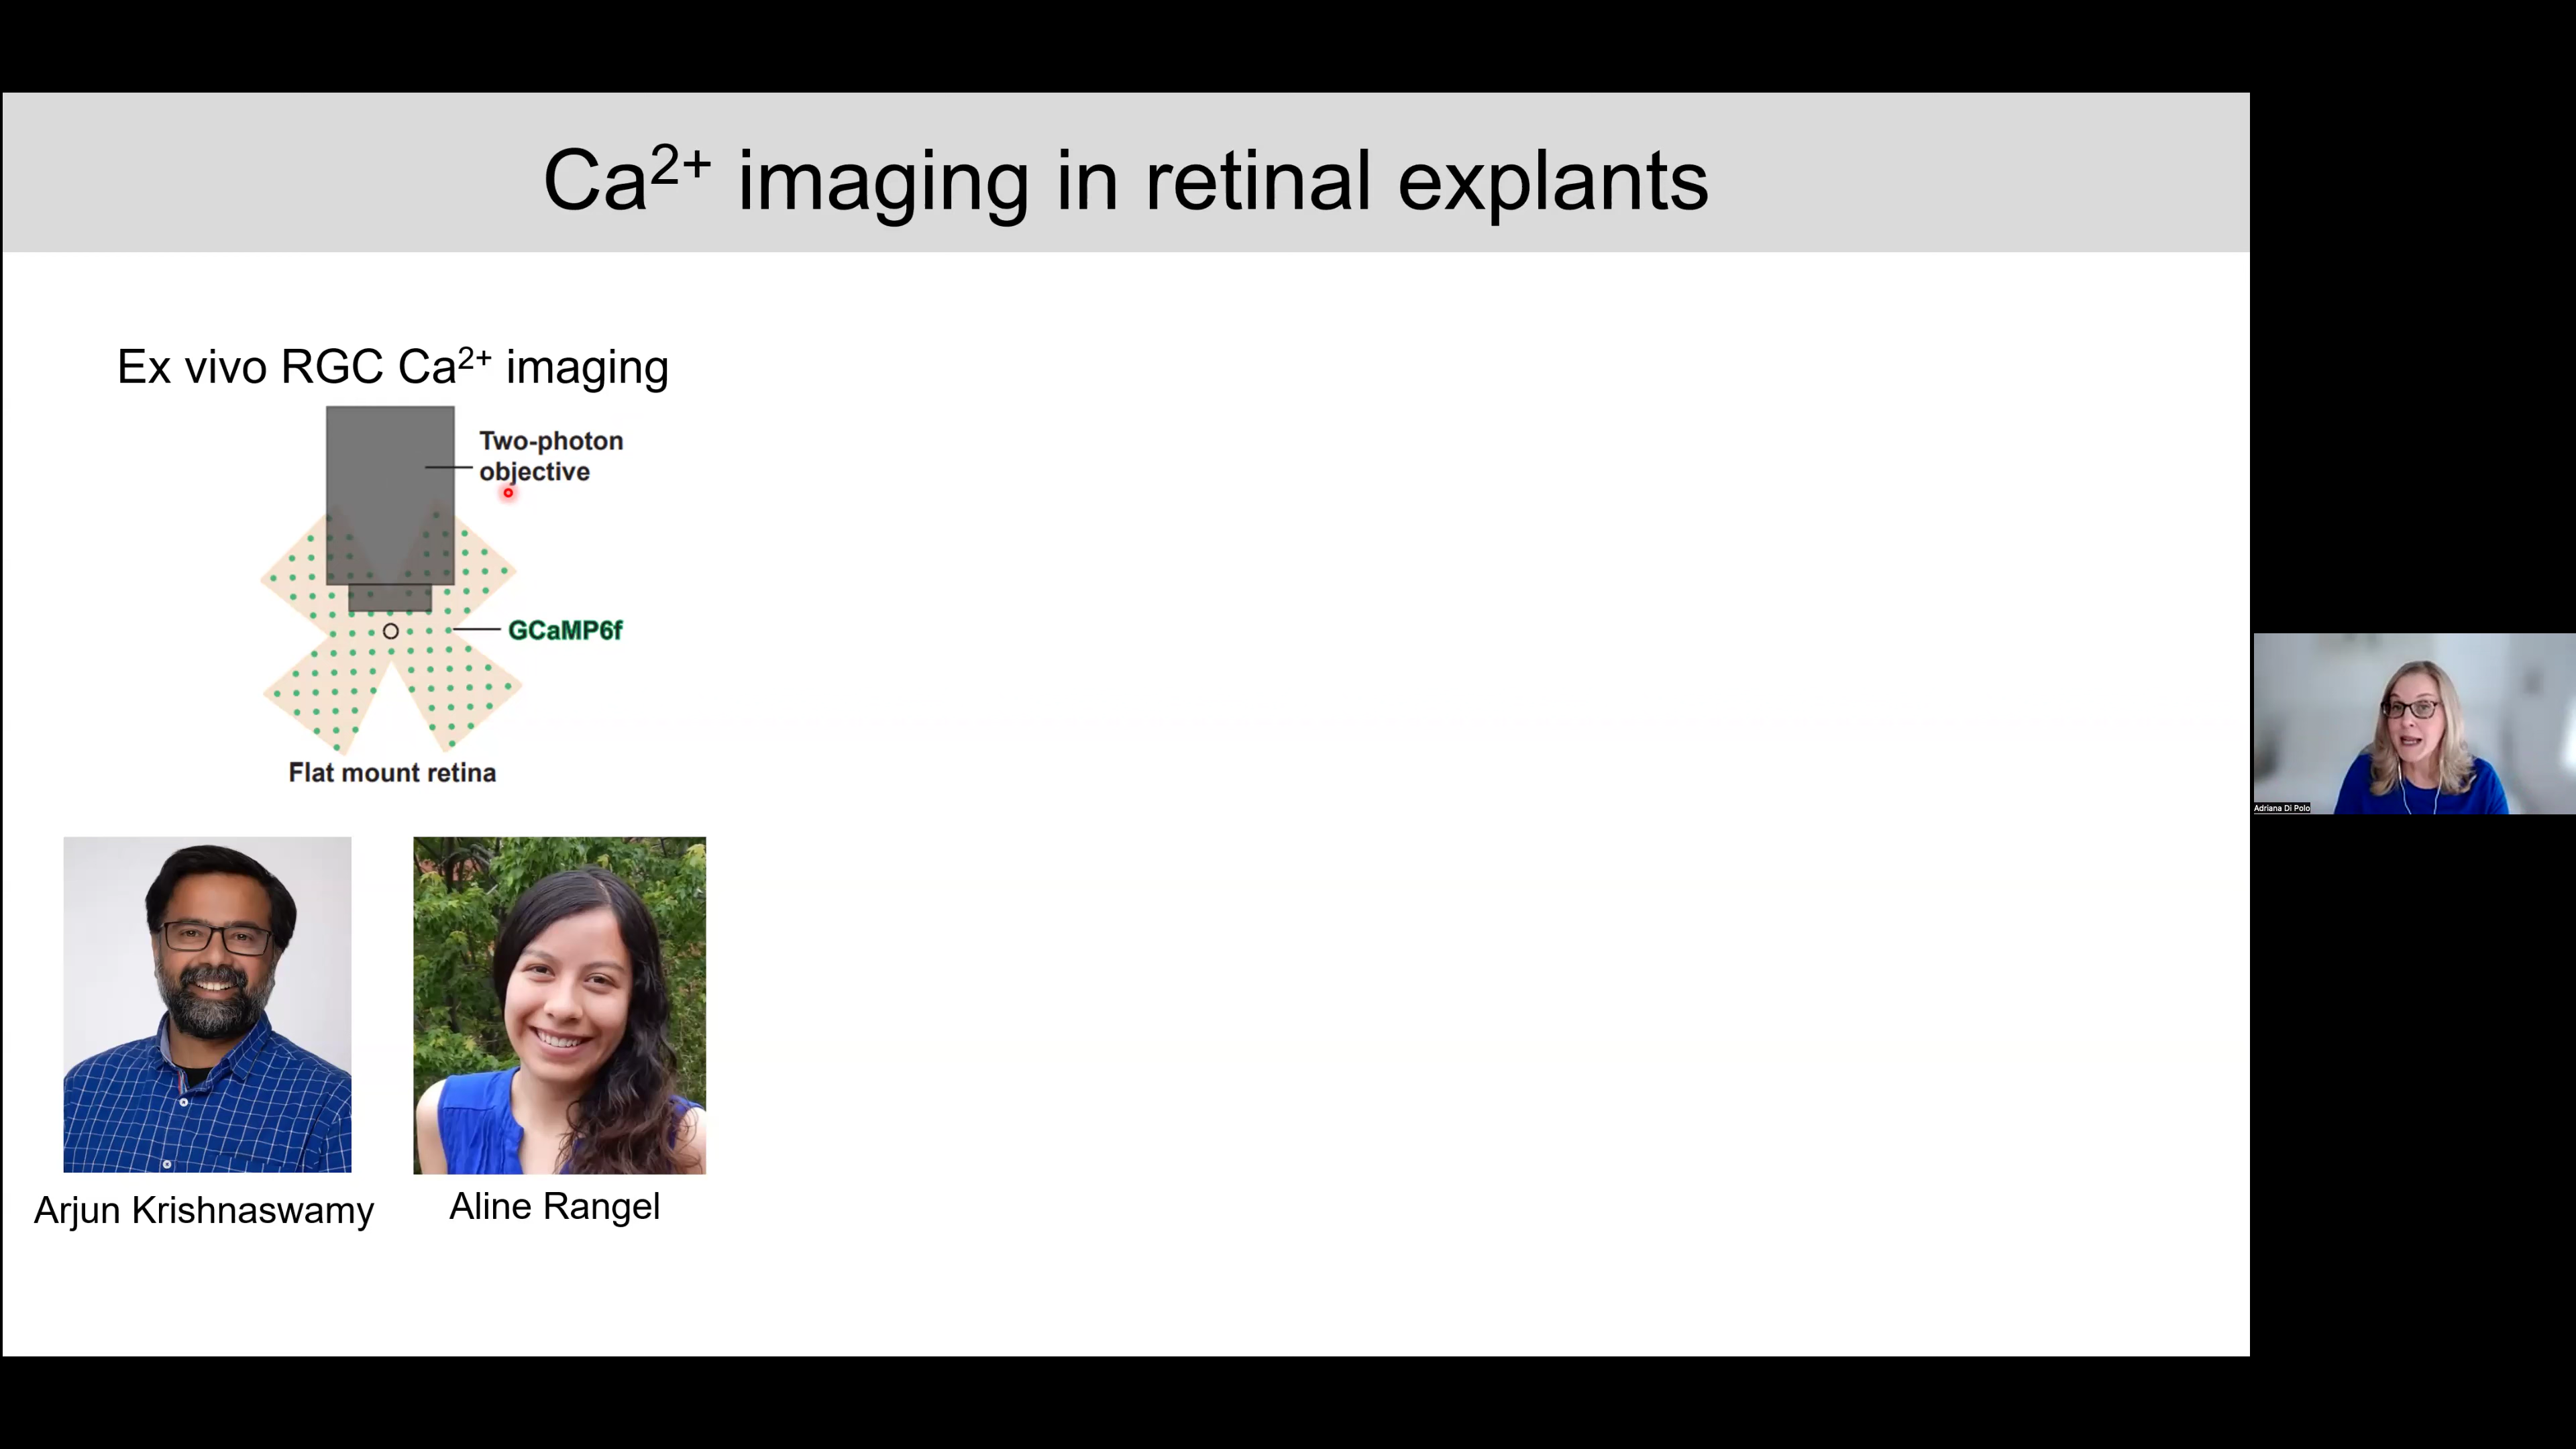 Ca²⁺ imaging in retinal explants
Ex vivo RGC Ca²⁺ imaging
Two-photon
objective
GCaMP6f
Flat mount retina
Arjun Krishnaswamy
Aline Rangel
Adriana Di Polo